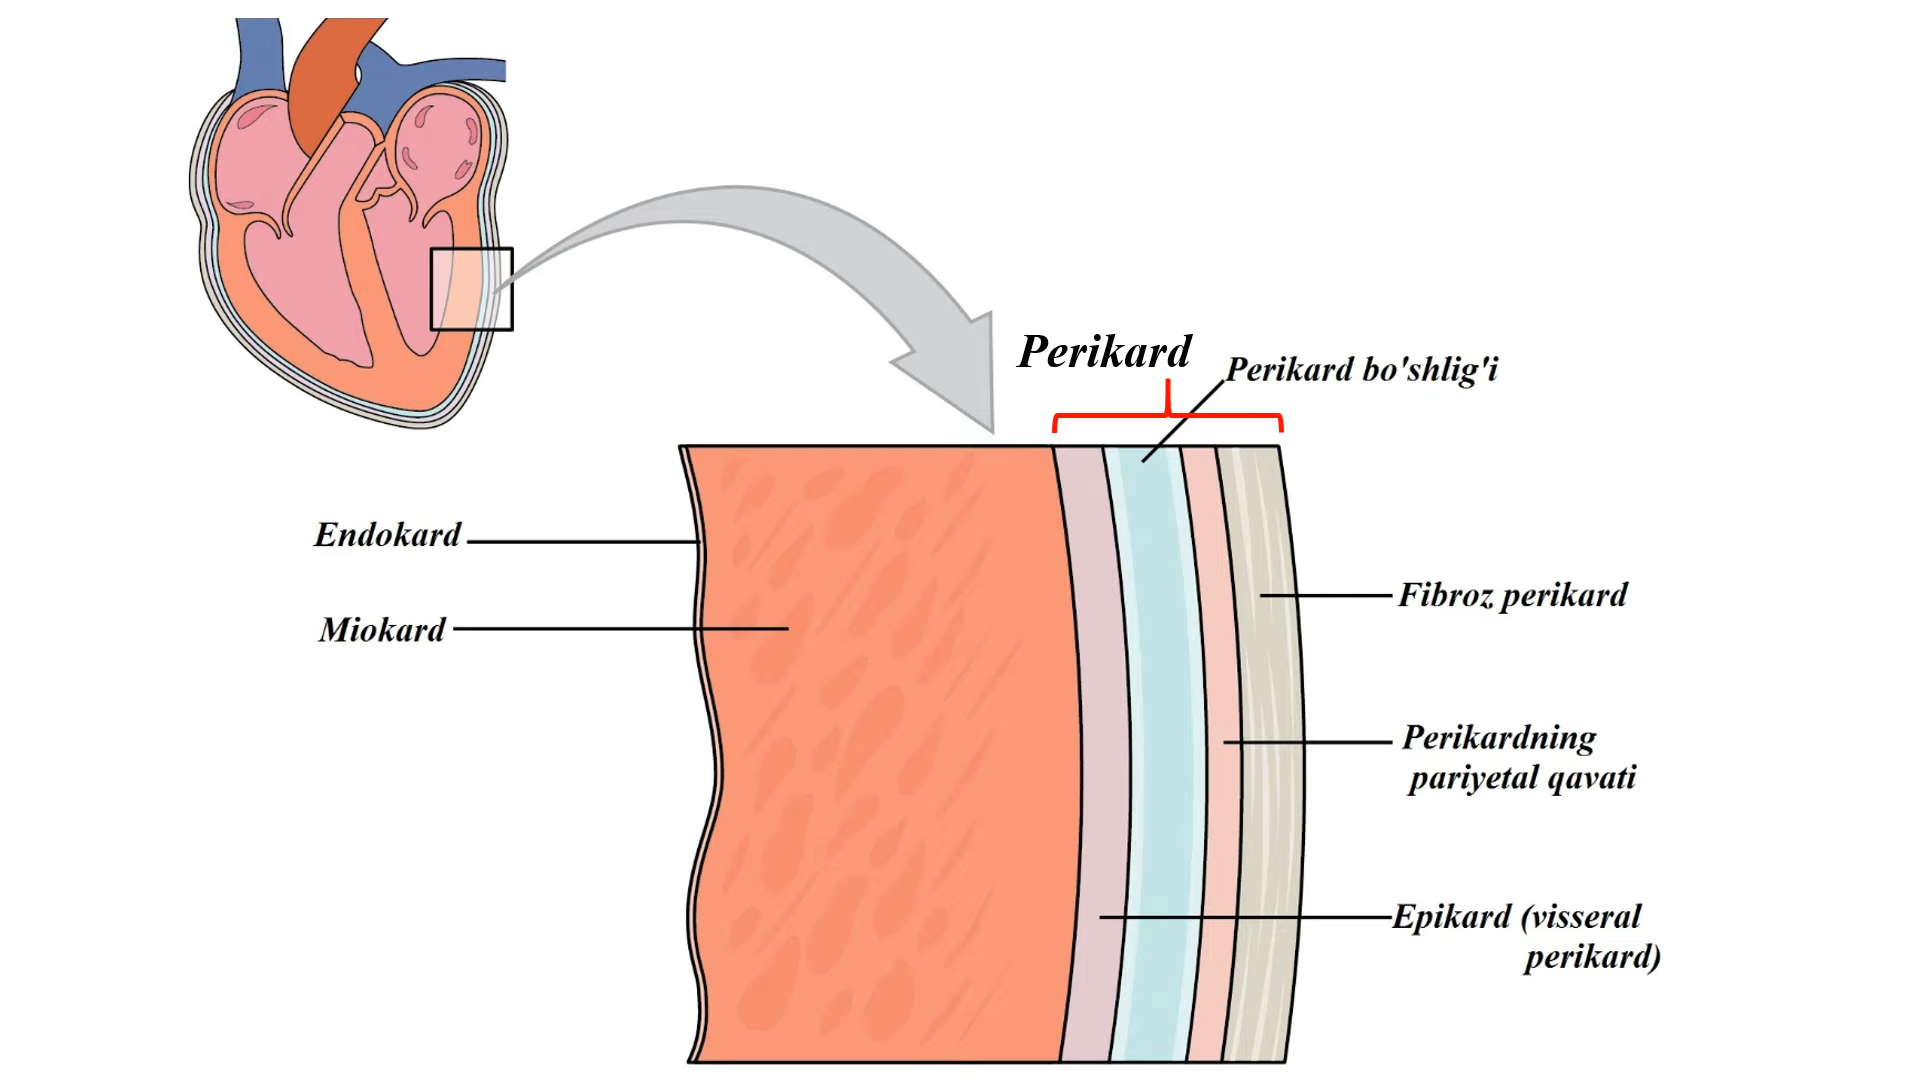 Perikard
Perikard bo'shlig'i
Endokard
Fibroz perikard
Miokard
Perikardning
pariyetal qavati
Epikard (visseral
perikard)